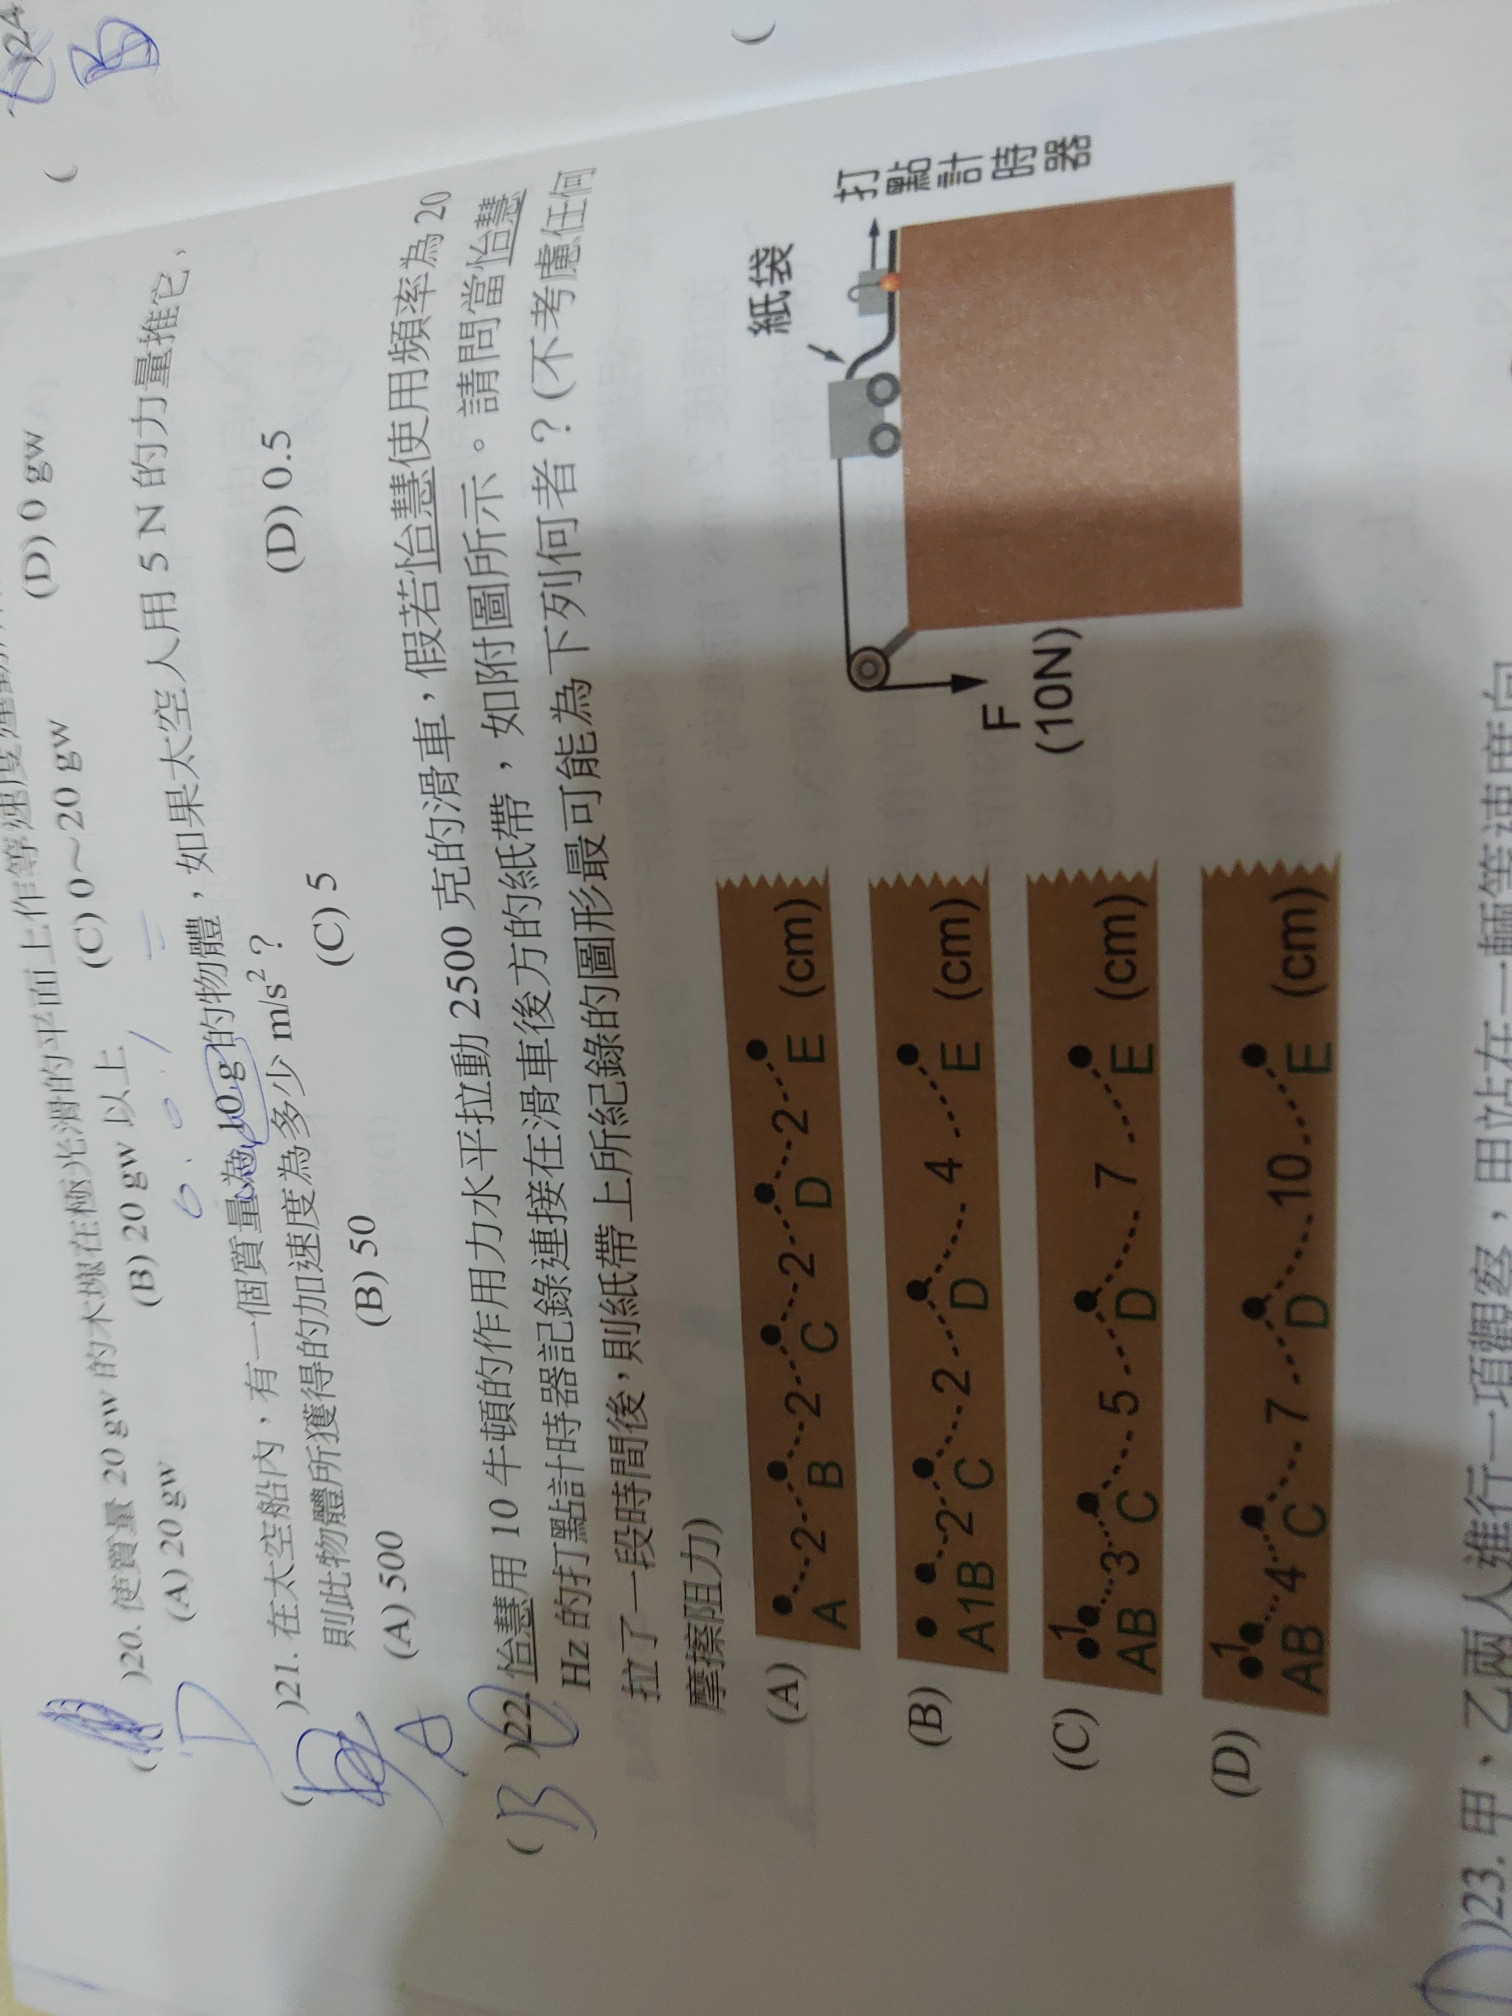 )24
B
(
(D) 0 gw
)20. 使質量 20 gw 的木塊在極光滑的平面上作等速度運動
(A) 20 gw
(B) 20 gw 以上
(C) 0～20 gw
D
)21. 在太空船內，有一個質量為 10 g 的物體，如果太空人用 5 N 的力量推它，
則此物體所獲得的加速度為多少 m/s²？
(A) 500
(B) 50
(C) 5
(D) 0.5
A
(B)22. 怡慧用 10 牛頓的作用力水平拉動 2500 克的滑車，假若怡慧使用頻率為 20
Hz 的打點計時器記錄連接在滑車後方的紙帶，如附圖所示。請問當怡慧
拉了一段時間後，則紙帶上所紀錄的圖形最可能為下列何者？(不考慮任何
摩擦阻力)
(A)
2 2 2 2
A B C D E (cm)
(B)
2 2 4
A1B C D E (cm)
(C)
1 3 5 7
AB C D E (cm)
(D)
1 4 7 10
AB C D E (cm)
紙袋
打點計時器
F
(10N)
(
)23. 甲、乙兩人進行一項觀察，甲站在一輛等速度向